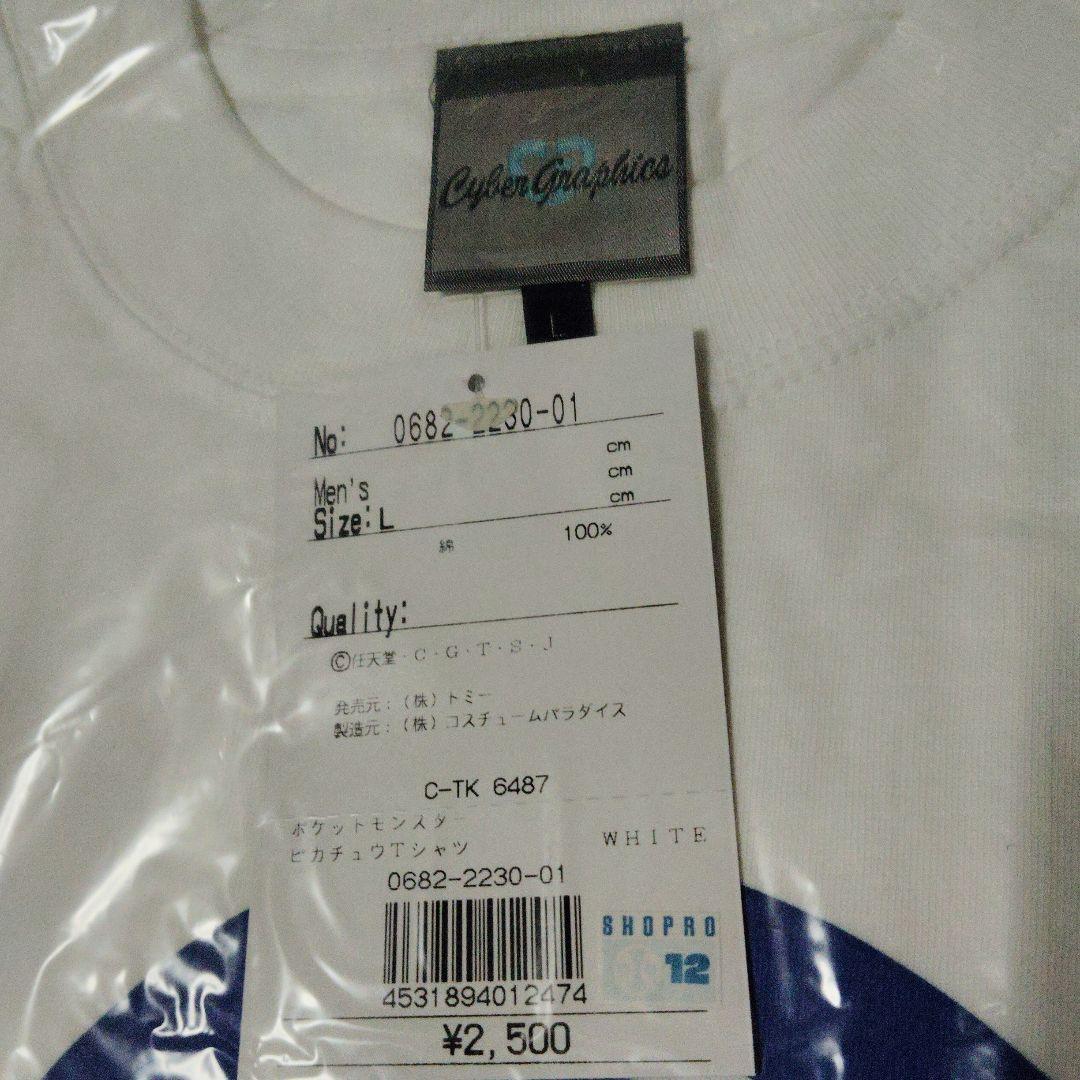 Cyber Graphics
L
No: 0682-2230-01
cm
Men's cm
Size: L cm
綿 100%
Quality:
©任天堂・C・G・T・S・J
発売元:(株)トミー
製造元:(株)コスチュームパラダイス
C-TK 6487
ポケットモンスター
ピカチュウTシャツ WHITE
0682-2230-01
SHOPRO
12
4531894012474
¥2,500